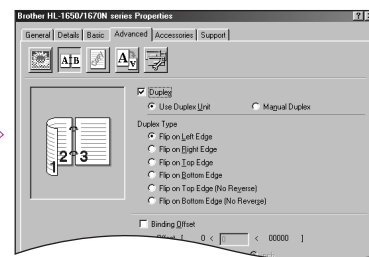 Brother HL-1650/1670N series Properties
General Details Basic Advanced Accessories Support
A B
A v
Duplex
Use Duplex Unit Manual Duplex
Duplex Type
Flip on Left Edge
Flip on Right Edge
Flip on Top Edge
Flip on Bottom Edge
Flip on Top Edge (No Reverse)
Flip on Bottom Edge (No Reverse)
1 2 3
Binding Offset
Offset [ 0 < 0 < 00000 ]